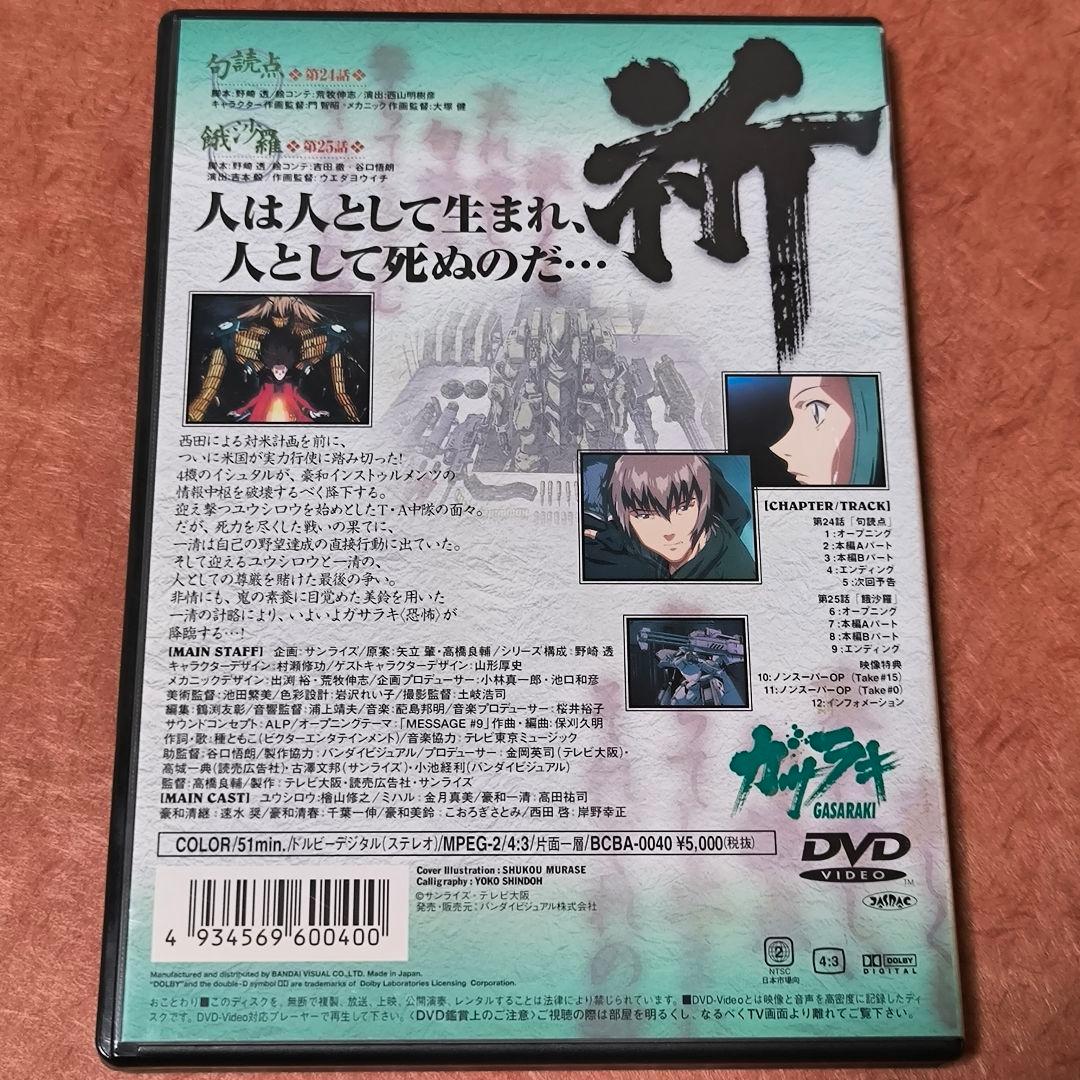 句読点 ❖第24話❖
脚本:野崎 透/絵コンテ:荒牧伸志/演出:西山明樹彦
キャラクター作画監督:門 智昭・メカニック作画監督:大塚 健
餓沙羅 ❖第25話❖
脚本:野崎 透/絵コンテ:吉田 徹・谷口悟朗
演出:吉本 毅/作画監督:ウエダヨウイチ
祈
人は人として生まれ、
人として死ぬのだ…
西田による対米計画を前に、
ついに米国が実力行使に踏み切った!
4機のイシュタルが、豪和インストゥルメンツの
情報中枢を破壊するべく降下する。
迎え撃つユウシロウを始めとしたT・A中隊の面々。
だが、死力を尽くした戦いの果てに、
一清は自己の野望達成の直接行動に出ていた。
そして迎えるユウシロウと一清の、
人としての尊厳を賭けた最後の争い。
非情にも、鬼の素養に目覚めた美鈴を用いた
一清の計略により、いよいよガサラキ〈恐怖〉が
降臨する…!
[CHAPTER/TRACK]
第24話「句読点」
1:オープニング
2:本編Aパート
3:本編Bパート
4:エンディング
5:次回予告
第25話「餓沙羅」
6:オープニング
7:本編Aパート
8:本編Bパート
9:エンディング
映像特典
10:ノンスーパーOP (Take#15)
11:ノンスーパーOP (Take#0)
12:インフォメーション
[MAIN STAFF] 企画:サンライズ/原案:矢立 肇・高橋良輔/シリーズ構成:野崎 透
キャラクターデザイン:村瀬修功/ゲストキャラクターデザイン:山形厚史
メカニックデザイン:出渕 裕・荒牧伸志/企画プロデューサー:小林真一郎・池口和彦
美術監督:池田繁美/色彩設計:岩沢れい子/撮影監督:土岐浩司
編集:鶴渕友彰/音響監督:浦上靖夫/音楽:蓜島邦明/音楽プロデューサー:桜井裕子
サウンドコンセプト:ALP/オープニングテーマ:「MESSAGE #9」作曲・編曲:保刈久明
作詞・歌:種ともこ(ビクターエンタテインメント)/音楽協力:テレビ東京ミュージック
助監督:谷口悟朗/製作協力:バンダイビジュアル/プロデューサー:金岡英司(テレビ大阪)・
高城一典(読売広告社)・古澤文邦(サンライズ)・小池経利(バンダイビジュアル)
監督:高橋良輔/製作:テレビ大阪・読売広告社・サンライズ
[MAIN CAST] ユウシロウ:檜山修之/ミハル:金月真美/豪和一清:高田祐司
豪和清継:速水 奨/豪和清春:千葉一伸/豪和美鈴:こおろぎさとみ/西田 啓:岸野幸正
ガサラキ
GASARAKI
COLOR/51min./ドルビーデジタル(ステレオ)/MPEG-2/4:3/片面一層/BCBA-0040 ¥5,000(税抜)
DVD
VIDEO
TM
Cover Illustration : SHUKOU MURASE
Calligraphy : YOKO SHINDOH
©サンライズ・テレビ大阪
発売・販売元:バンダイビジュアル株式会社
JASRAC
4 934569 600400
2
NTSC
日本市場向
4:3
DOLBY
DIGITAL
Manufactured and distributed by BANDAI VISUAL CO.,LTD. Made in Japan.
"DOLBY"and the double-D symbol are trademarks of Dolby Laboratories Licensing Corporation.
おことわり■このディスクを、無断で複製、放送、上映、公開演奏、レンタルすることは法律により禁じられています。■DVD-Videoとは映像と音声を高密度に記録したディ
スクです。DVD-Video対応プレーヤーで再生して下さい。〈DVD鑑賞上のご注意〉ご視聴の際は部屋を明るくし、なるべくTV画面より離れてご覧下さい。